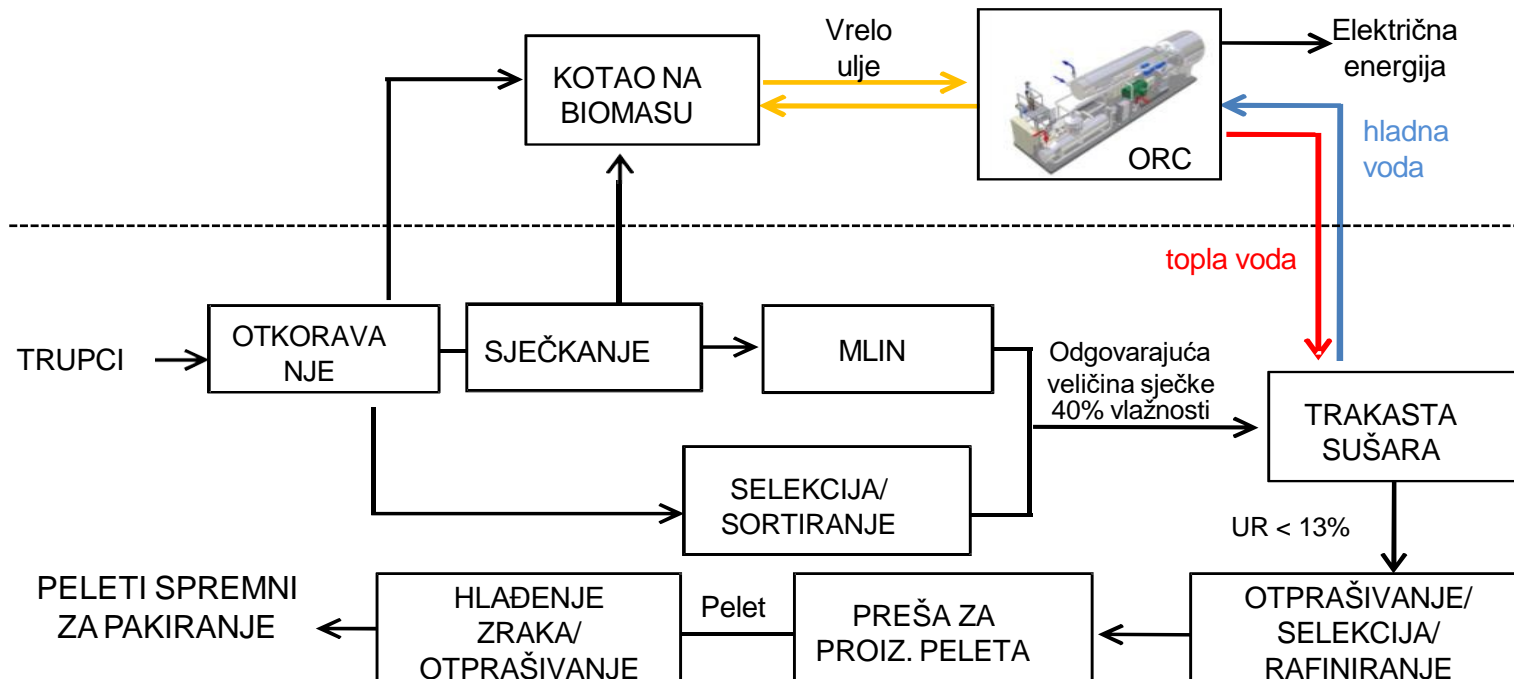 KOTAO NA
BIOMASU
Vrelo
ulje
ORC
Električna
energija
hladna
voda
topla voda
TRUPCI
OTKORAVA
NJE
SJEČKANJE
MLIN
Odgovarajuća
veličina sječke
40% vlažnosti
TRAKASTA
SUŠARA
SELEKCIJA/
SORTIRANJE
UR < 13%
PELETI SPREMNI
ZA PAKIRANJE
HLAĐENJE
ZRAKA/
OTPRAŠIVANJE
Pelet
PREŠA ZA
PROIZ. PELETA
OTPRAŠIVANJE/
SELEKCIJA/
RAFINIRANJE